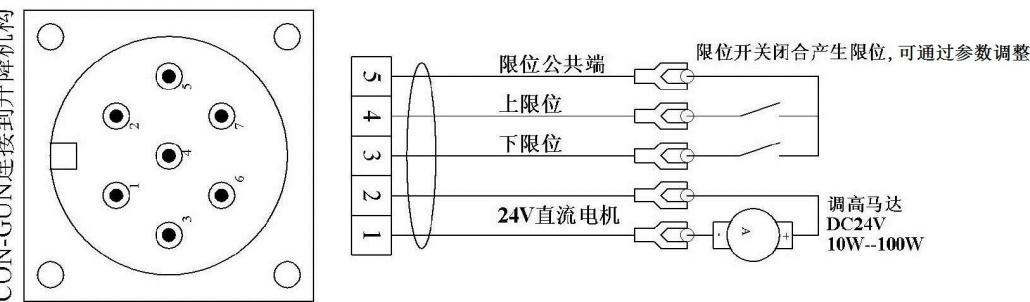 CON-GUN连接到升降机构
5
2
7
4
1
6
3
5
4
3
2
1
限位公共端
上限位
下限位
24V直流电机
限位开关闭合产生限位, 可通过参数调整
- A +
调高马达
DC24V
10W--100W